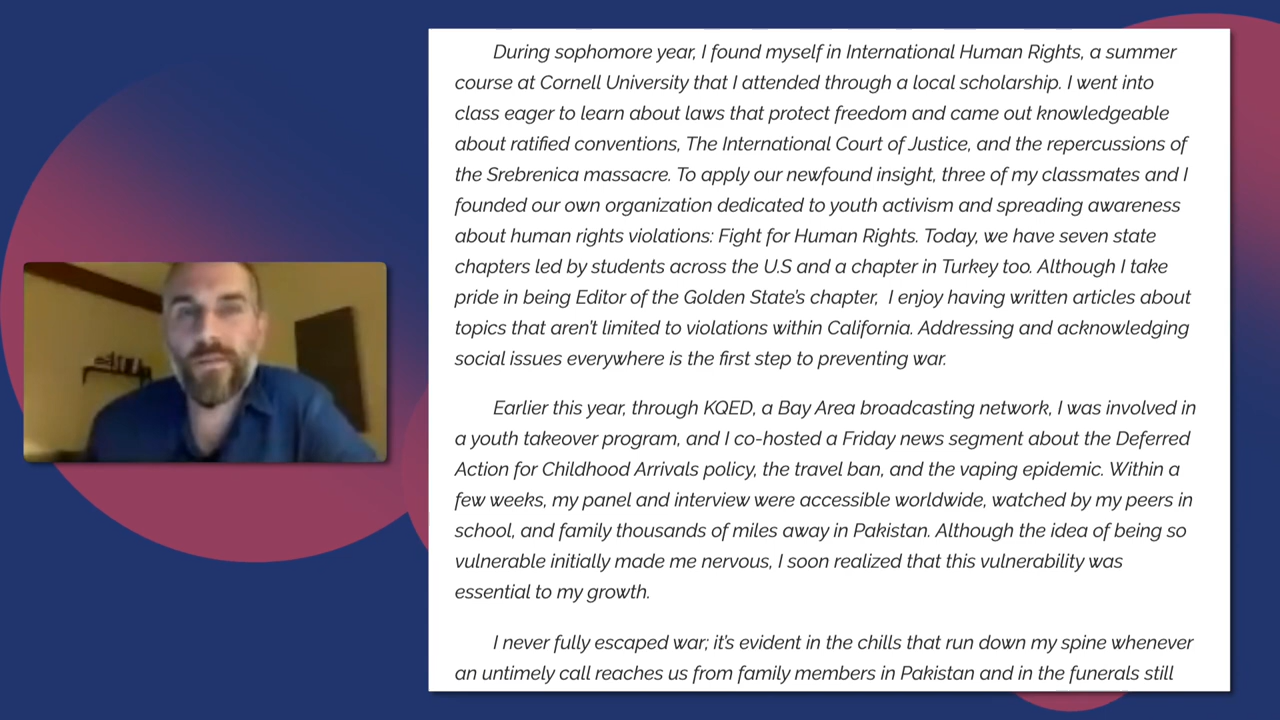 During sophomore year, I found myself in International Human Rights, a summer
course at Cornell University that I attended through a local scholarship. I went into
class eager to learn about laws that protect freedom and came out knowledgeable
about ratified conventions, The International Court of Justice, and the repercussions of
the Srebrenica massacre. To apply our newfound insight, three of my classmates and I
founded our own organization dedicated to youth activism and spreading awareness
about human rights violations: Fight for Human Rights. Today, we have seven state
chapters led by students across the U.S and a chapter in Turkey too. Although I take
pride in being Editor of the Golden State's chapter,  I enjoy having written articles about
topics that aren't limited to violations within California. Addressing and acknowledging
social issues everywhere is the first step to preventing war.
Earlier this year, through KQED, a Bay Area broadcasting network, I was involved in
a youth takeover program, and I co-hosted a Friday news segment about the Deferred
Action for Childhood Arrivals policy, the travel ban, and the vaping epidemic. Within a
few weeks, my panel and interview were accessible worldwide, watched by my peers in
school, and family thousands of miles away in Pakistan. Although the idea of being so
vulnerable initially made me nervous, I soon realized that this vulnerability was
essential to my growth.
I never fully escaped war; it's evident in the chills that run down my spine whenever
an untimely call reaches us from family members in Pakistan and in the funerals still